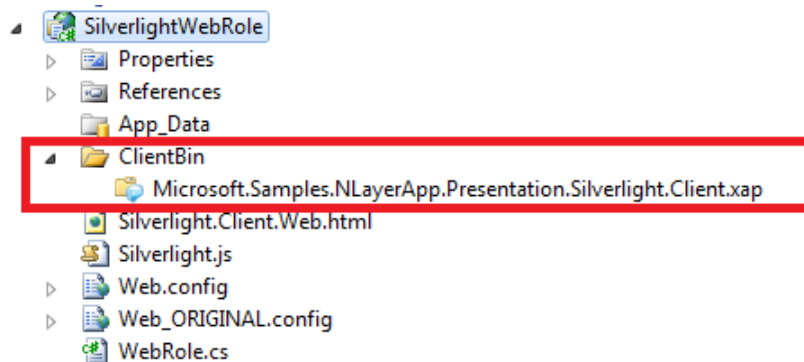 SilverlightWebRole
Properties
References
App_Data
ClientBin
Microsoft.Samples.NLayerApp.Presentation.Silverlight.Client.xap
Silverlight.Client.Web.html
Silverlight.js
Web.config
Web_ORIGINAL.config
WebRole.cs